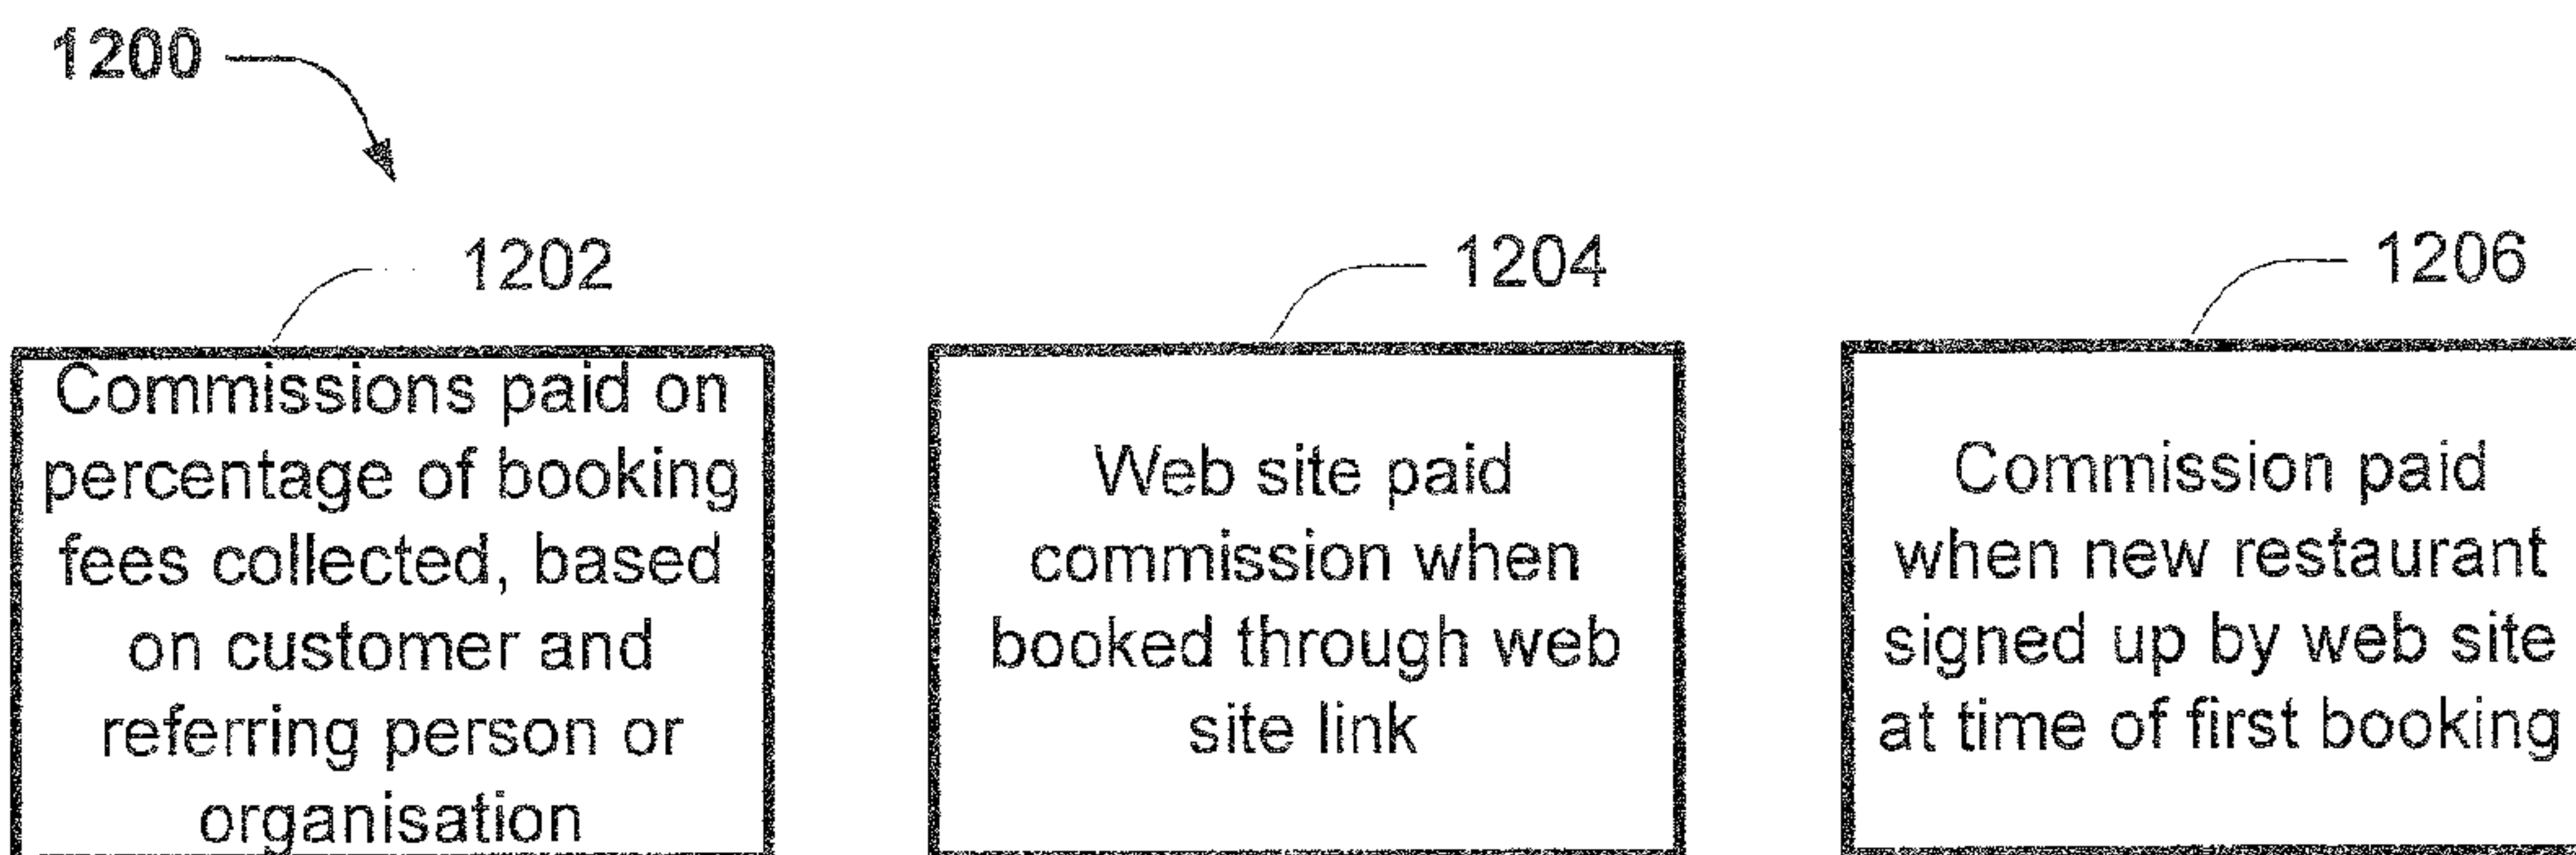 1200
1202
Commissions paid on
percentage of booking
fees collected, based
on customer and
referring person or
organisation
1204
Web site paid
commission when
booked through web
site link
1206
Commission paid
when new restaurant
signed up by web site
at time of first booking